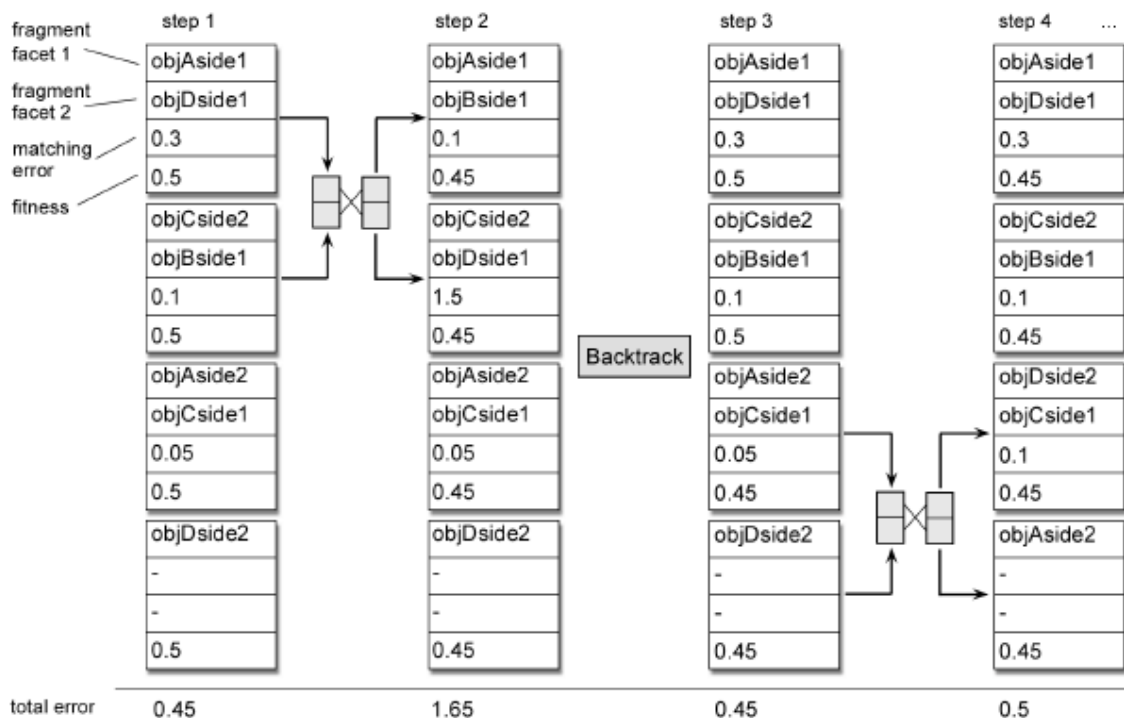 step 1 step 2 step 3 step 4 ...
fragment
facet 1
fragment
facet 2
matching
error
fitness
objAside1
objDside1
0.3
0.5
objCside2
objBside1
0.1
0.5
objAside2
objCside1
0.05
0.5
objDside2
-
-
0.5
objAside1
objBside1
0.1
0.45
objCside2
objDside1
1.5
0.45
objAside2
objCside1
0.05
0.45
objDside2
-
-
0.45
Backtrack
objAside1
objDside1
0.3
0.5
objCside2
objBside1
0.1
0.5
objAside2
objCside1
0.05
0.45
objDside2
-
-
0.45
objAside1
objDside1
0.3
0.45
objCside2
objBside1
0.1
0.45
objDside2
objCside1
0.1
0.45
objAside2
-
-
0.45
total error 0.45 1.65 0.45 0.5